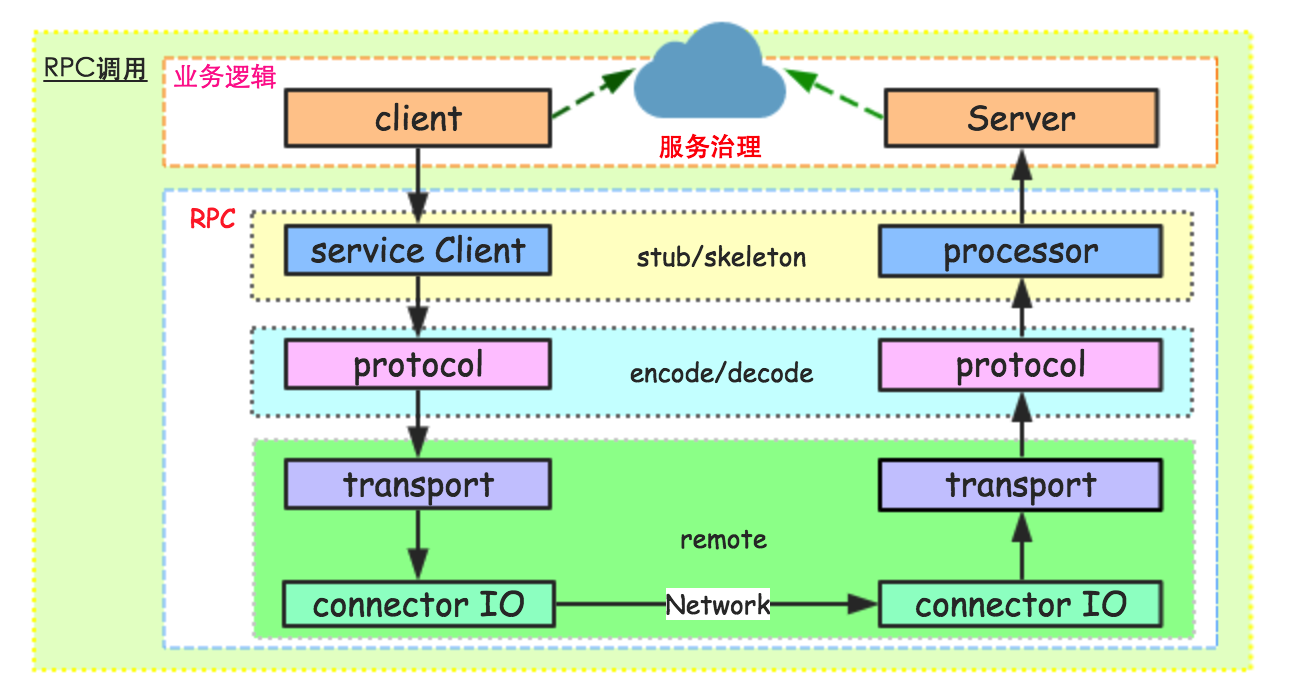 RPC调用
业务逻辑
client
Server
服务治理
RPC
service Client
stub/skeleton
processor
protocol
encode/decode
protocol
transport
transport
remote
connector IO
Network
connector IO